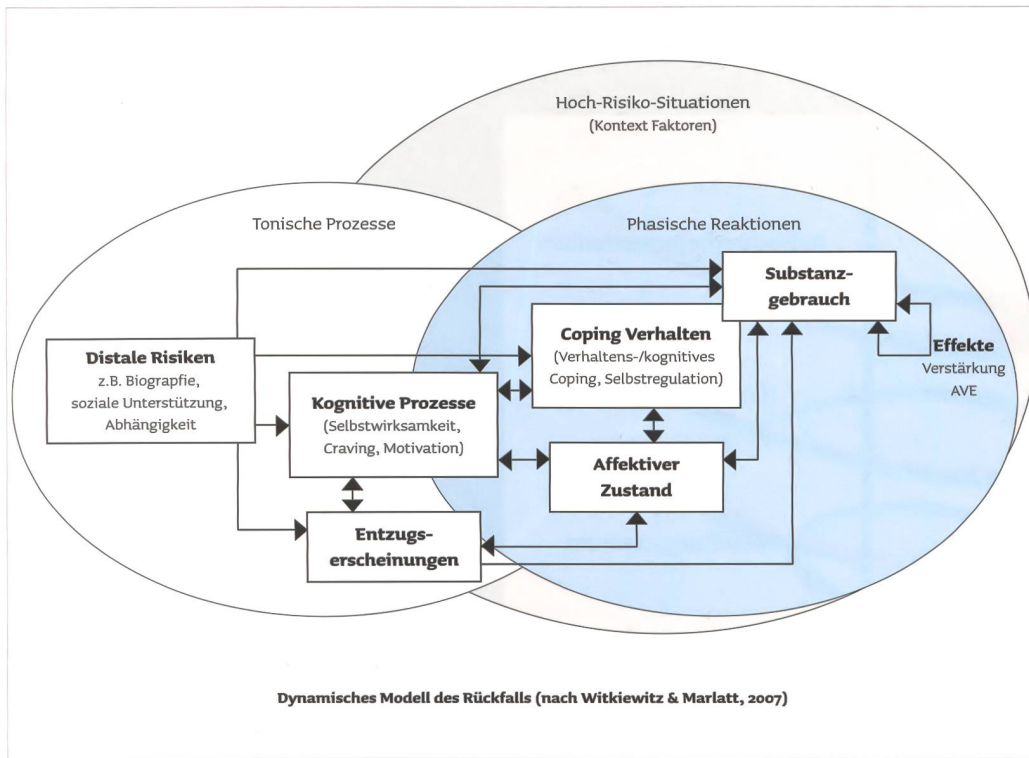 Hoch-Risiko-Situationen
(Kontext Faktoren)
Tonische Prozesse
Phasische Reaktionen
Substanz-
gebrauch
Distale Risiken
z.B. Biograpfie,
soziale Unterstützung,
Abhängigkeit
Coping Verhalten
(Verhaltens-/kognitives
Coping, Selbstregulation)
Effekte
Verstärkung
AVE
Kognitive Prozesse
(Selbstwirksamkeit,
Craving, Motivation)
Affektiver
Zustand
Entzugs-
erscheinungen
Dynamisches Modell des Rückfalls (nach Witkiewitz & Marlatt, 2007)